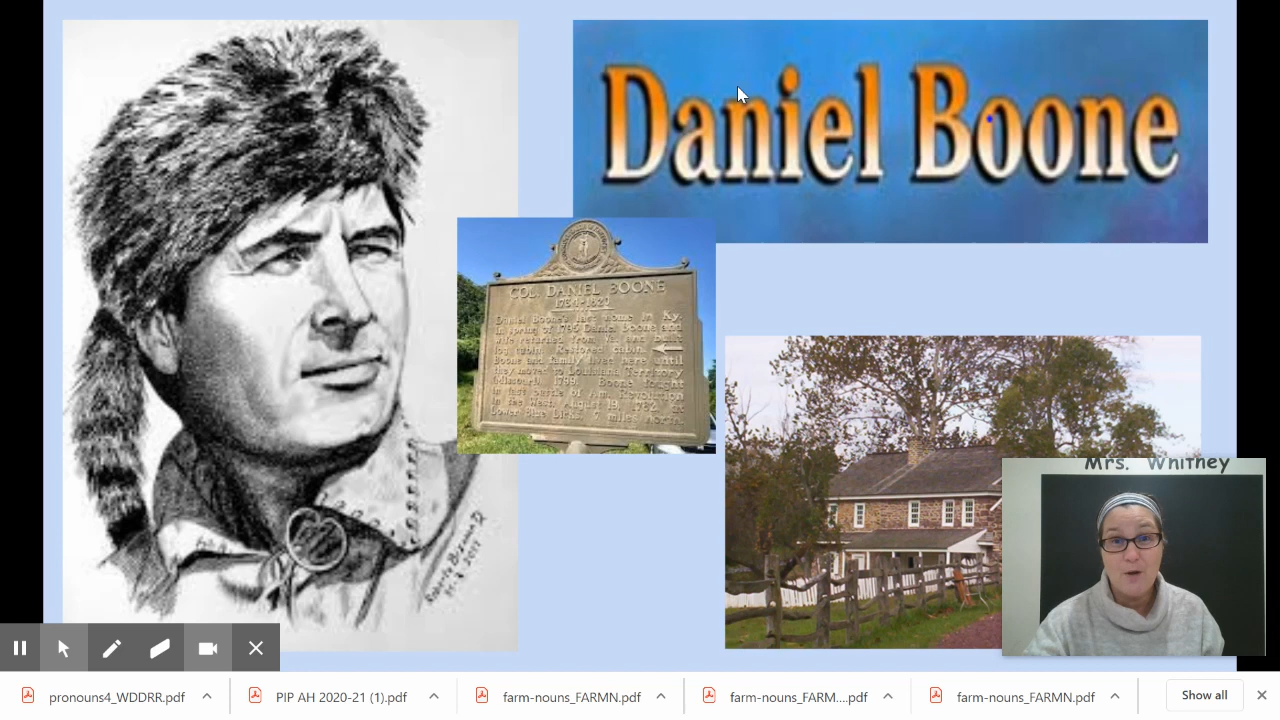 Daniel Boone
COL. DANIEL BOONE
1734-1820
Daniel Boone's last home in Ky.
In spring of 1795 Daniel Boone and
wife returned from Va. and
log cabin. Restored cabin
Boone and family lived here until
they moved to Louisiana Territory
(Missouri) 1799. Boone fought
in last battle of Am. Revolution
in the West, August 19, 1782, at
Lower Blue Licks, 7 miles north.
Mrs. Whitney
pronouns4_WDDRR.pdf
PIP AH 2020-21 (1).pdf
farm-nouns_FARMN.pdf
farm-nouns_FARM....pdf
farm-nouns_FARMN.pdf
Show all